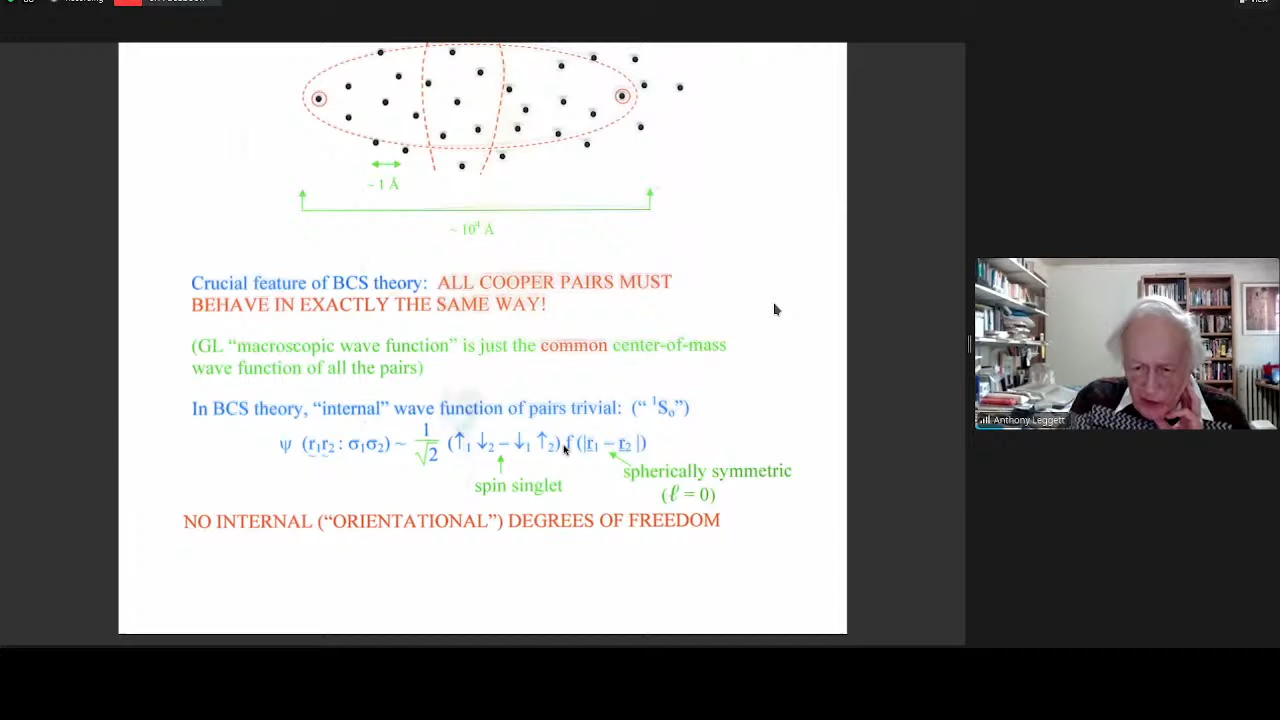 Recording
View
~ 1 Å
~ 10⁴ Å
Crucial feature of BCS theory: ALL COOPER PAIRS MUST
BEHAVE IN EXACTLY THE SAME WAY!
(GL “macroscopic wave function” is just the common center-of-mass
wave function of all the pairs)
In BCS theory, “internal” wave function of pairs trivial: (“ ¹S₀”)
ψ (r₁r₂ : σ₁σ₂) ~ 1/√2 (↑₁ ↓₂ – ↓₁ ↑₂) f (|r₁ – r₂ |)
spin singlet
spherically symmetric
(ℓ = 0)
NO INTERNAL (“ORIENTATIONAL”) DEGREES OF FREEDOM
Anthony Leggett